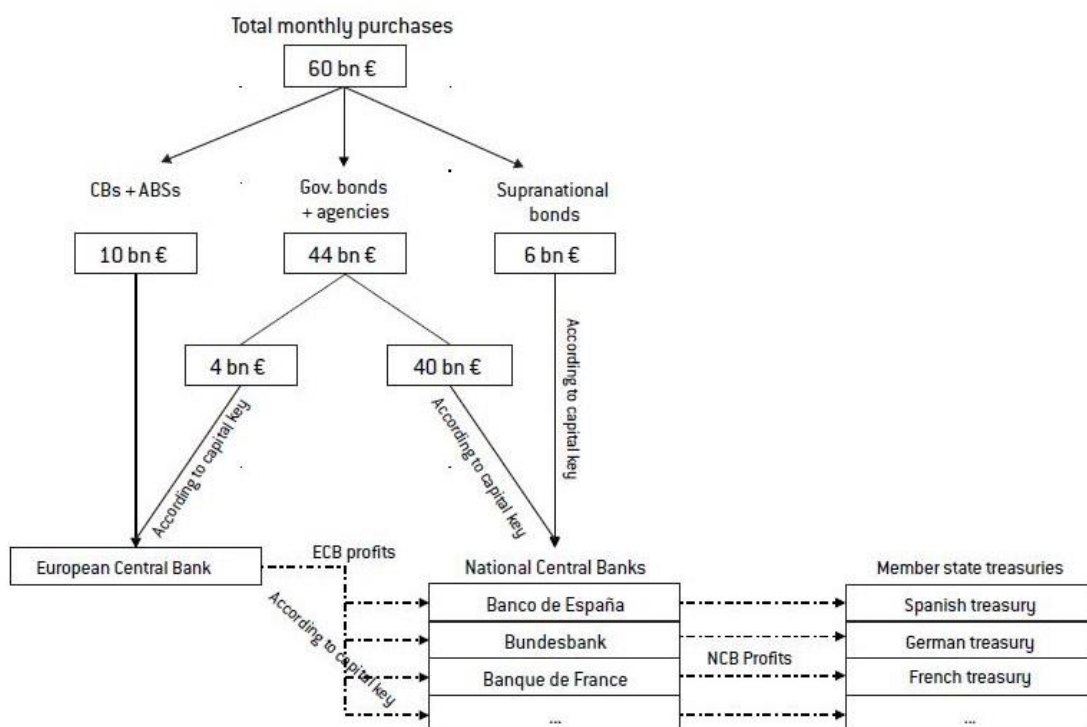 Total monthly purchases
60 bn €
CBs + ABSs
Gov. bonds
+ agencies
Supranational
bonds
10 bn €
44 bn €
6 bn €
According to capital key
4 bn €
40 bn €
According to capital key
According to capital key
European Central Bank
ECB profits
According to capital key
National Central Banks
Banco de España
Bundesbank
Banque de France
...
NCB Profits
Member state treasuries
Spanish treasury
German treasury
French treasury
...